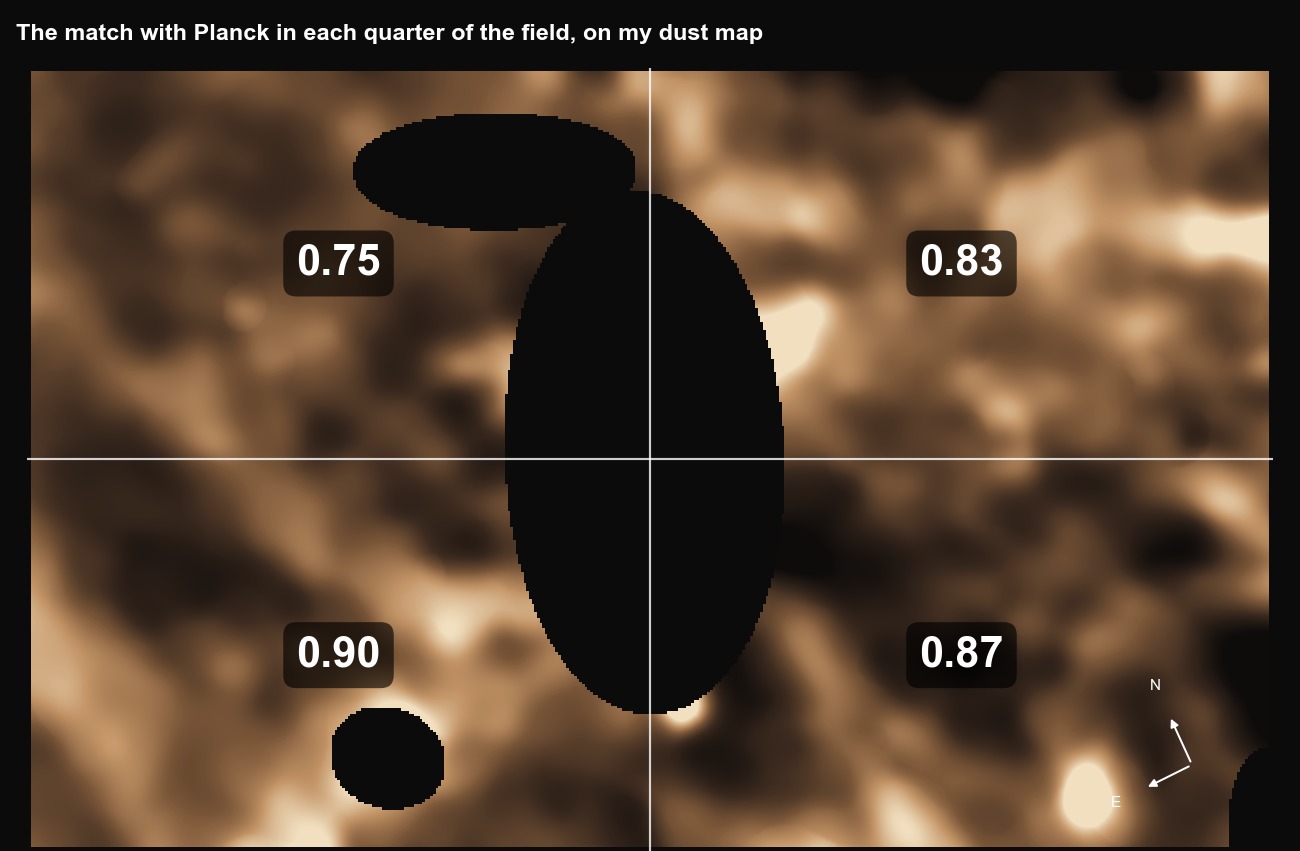 The match with Planck in each quarter of the field, on my dust map
0.75
0.83
0.90
0.87
N
E